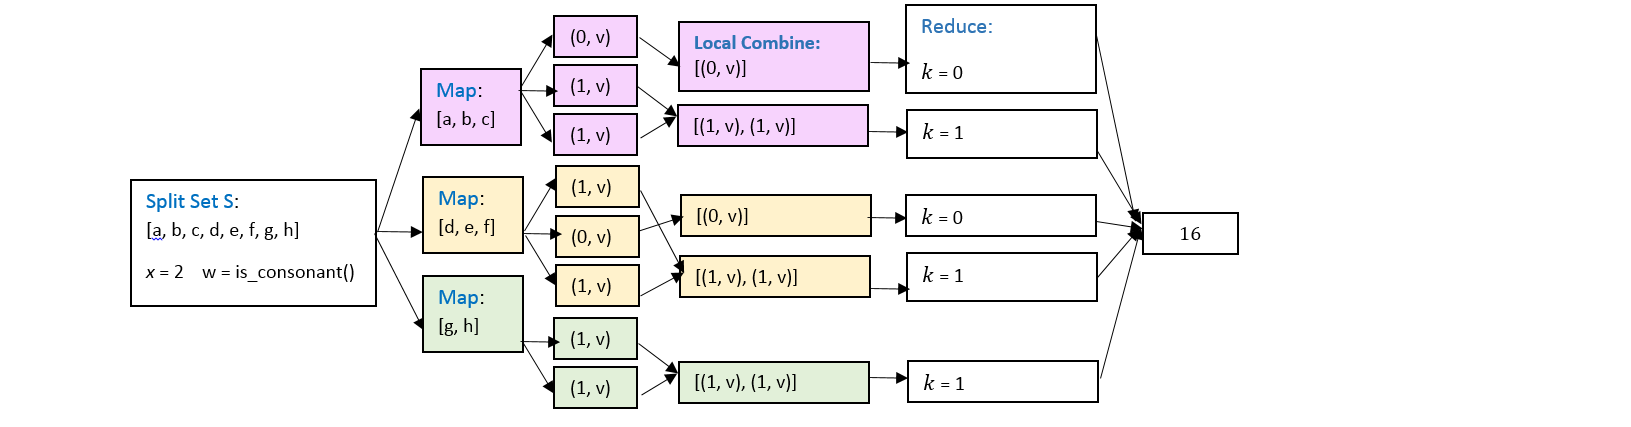 Split Set S:
[a, b, c, d, e, f, g, h]
x = 2    w = is_consonant()
Map:
[a, b, c]
Map:
[d, e, f]
Map:
[g, h]
(0, v)
(1, v)
(1, v)
(1, v)
(0, v)
(1, v)
(1, v)
(1, v)
Local Combine:
[(0, v)]
[(1, v), (1, v)]
[(0, v)]
[(1, v), (1, v)]
[(1, v), (1, v)]
Reduce:
k = 0
k = 1
k = 0
k = 1
k = 1
16